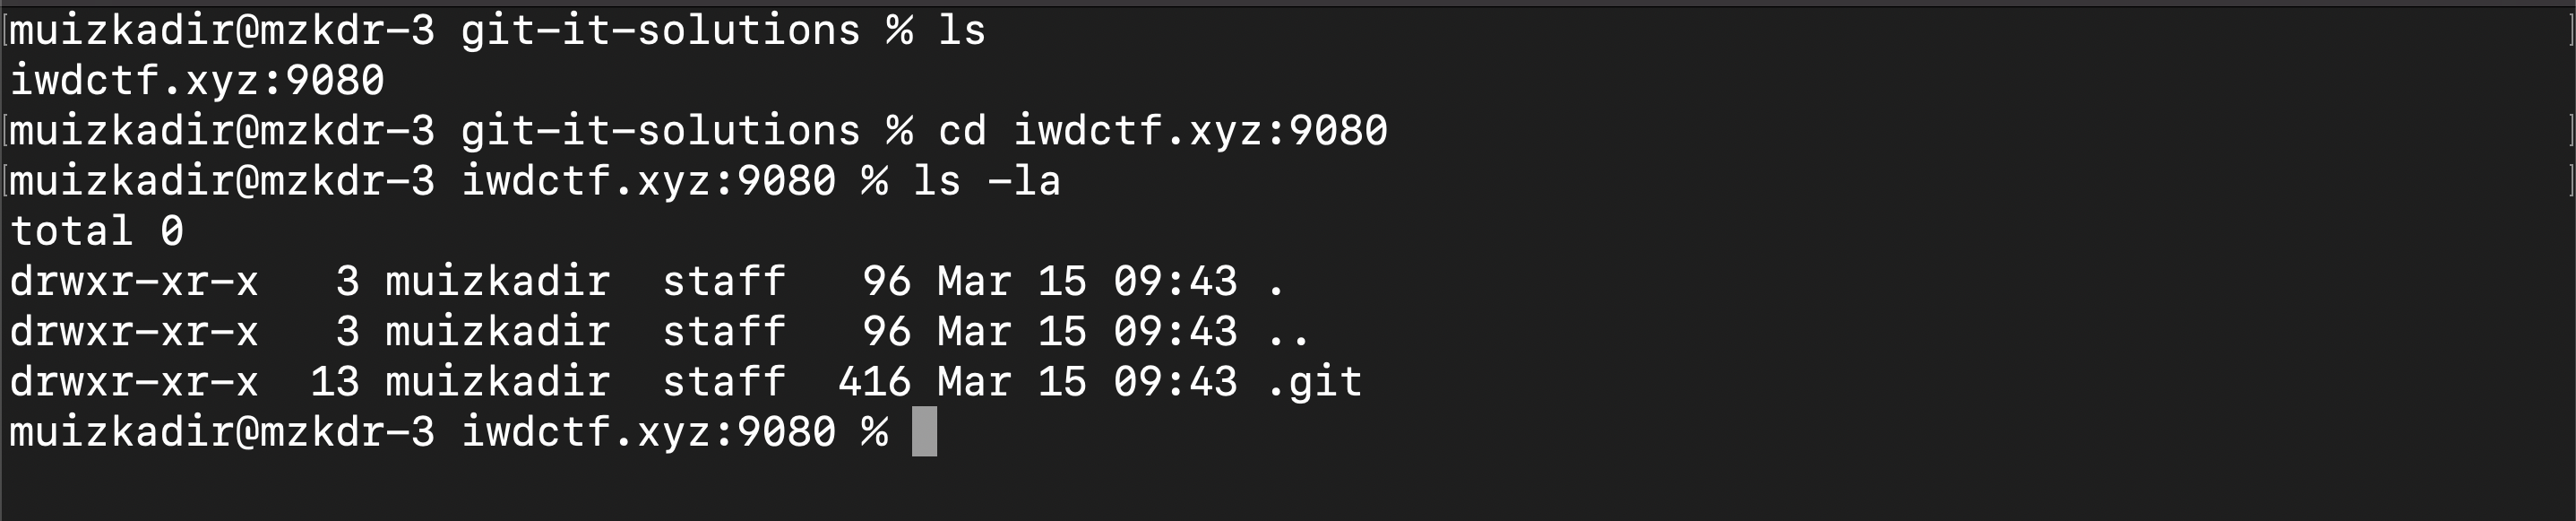 muizkadir@mzkdr-3 git-it-solutions % ls
iwdctf.xyz:9080
muizkadir@mzkdr-3 git-it-solutions % cd iwdctf.xyz:9080
muizkadir@mzkdr-3 iwdctf.xyz:9080 % ls -la
total 0
drwxr-xr-x   3 muizkadir  staff   96 Mar 15 09:43 .
drwxr-xr-x   3 muizkadir  staff   96 Mar 15 09:43 ..
drwxr-xr-x  13 muizkadir  staff  416 Mar 15 09:43 .git
muizkadir@mzkdr-3 iwdctf.xyz:9080 %